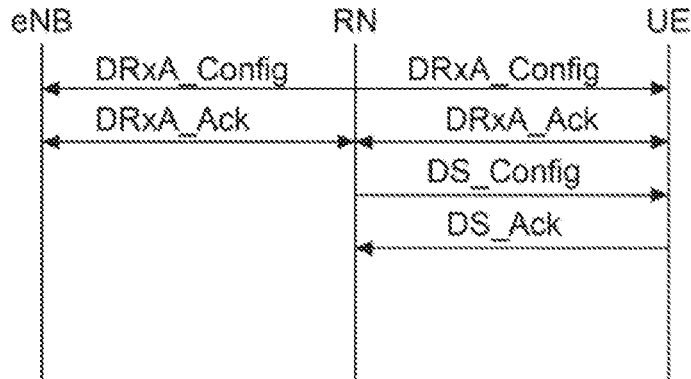 eNB RN UE
DRxA_Config DRxA_Config
DRxA_Ack DRxA_Ack
DS_Config
DS_Ack